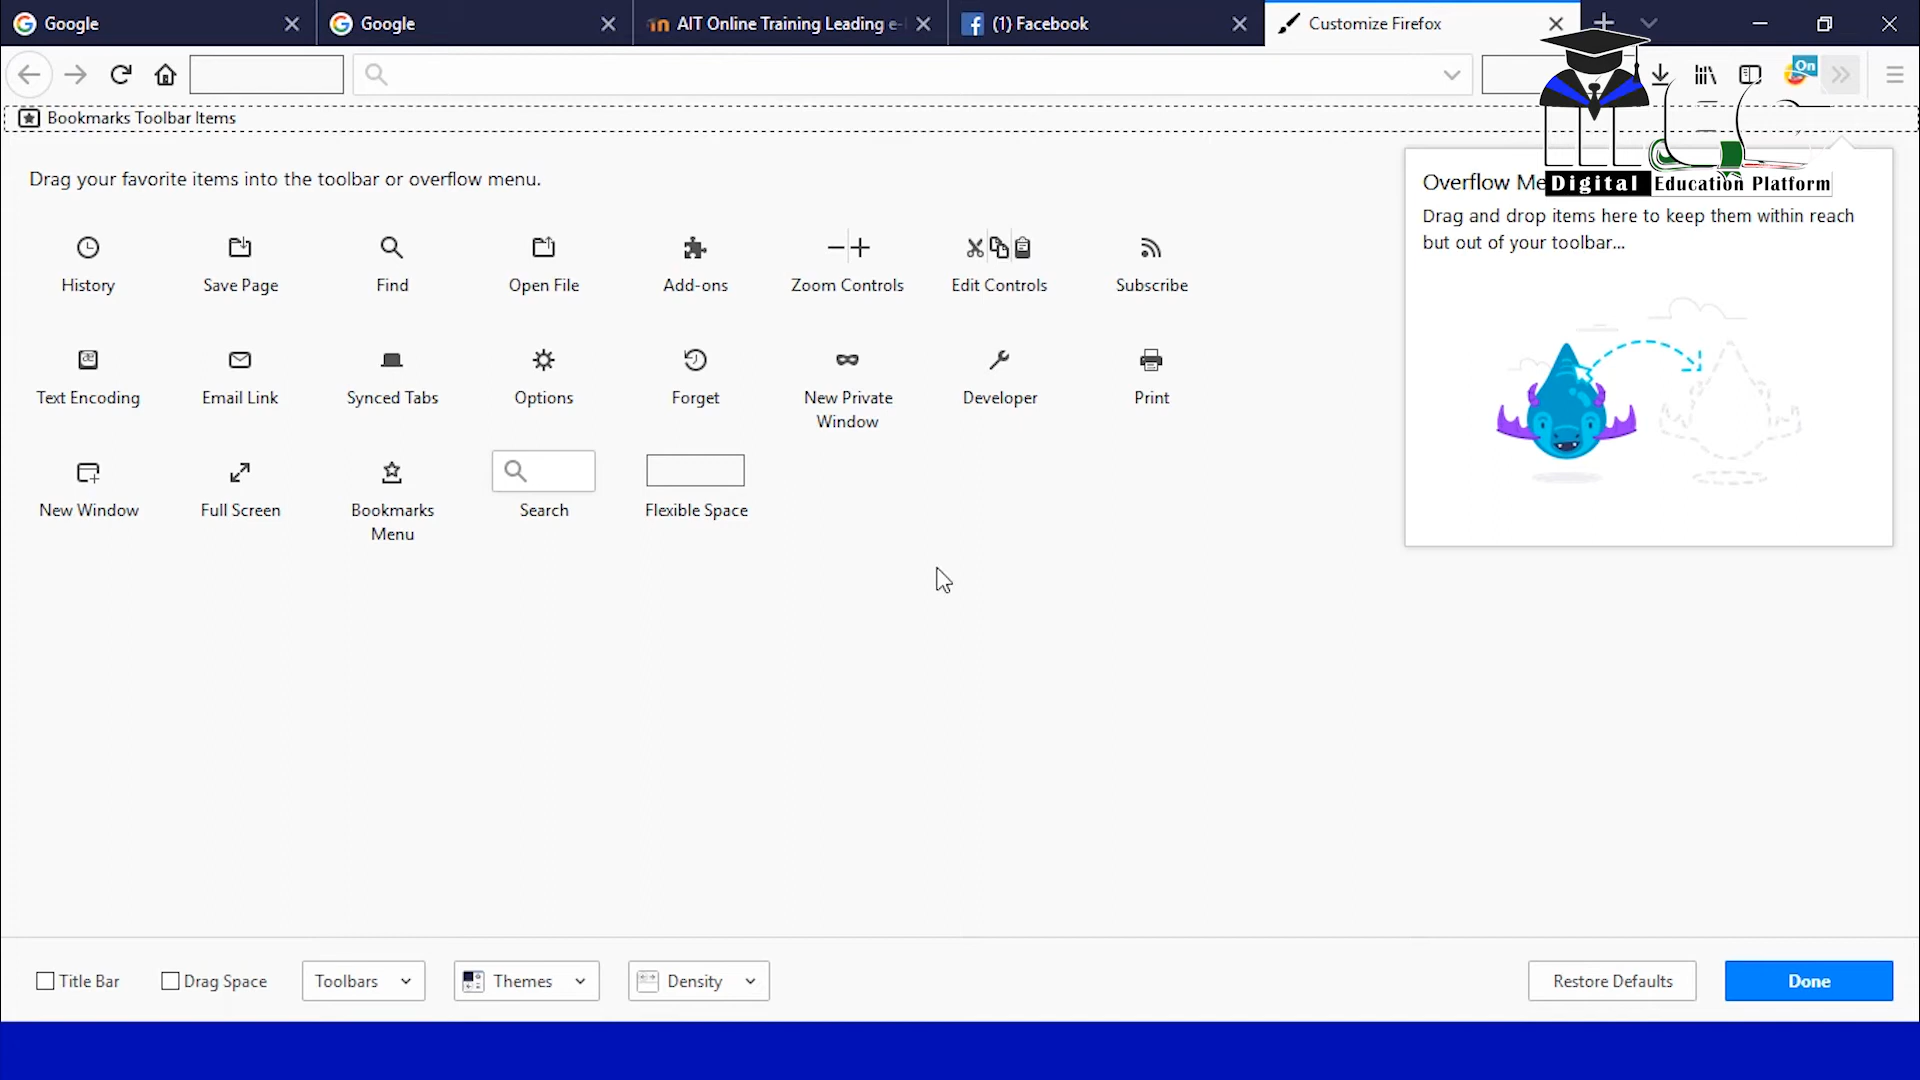 Google
Google
AIT Online Training Leading e-
(1) Facebook
Customize Firefox
On
Bookmarks Toolbar Items
Drag your favorite items into the toolbar or overflow menu.
Overflow Me
Digital Education Platform
Drag and drop items here to keep them within reach
but out of your toolbar...
History
Save Page
Find
Open File
Add-ons
Zoom Controls
Edit Controls
Subscribe
Text Encoding
Email Link
Synced Tabs
Options
Forget
New Private
Window
Developer
Print
New Window
Full Screen
Bookmarks
Menu
Search
Flexible Space
Title Bar
Drag Space
Toolbars
Themes
Density
Restore Defaults
Done